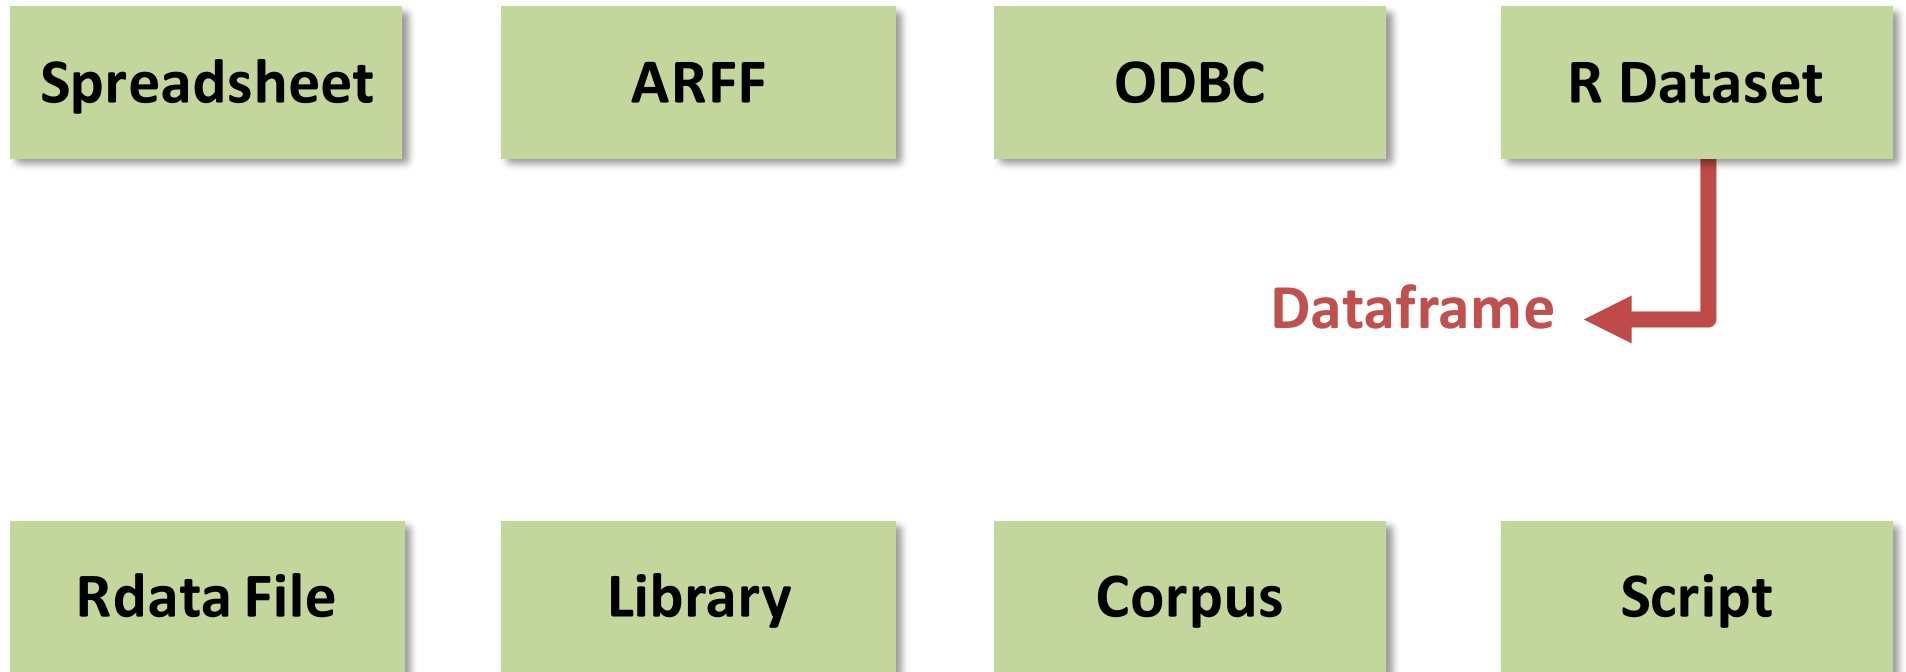 Spreadsheet
ARFF
ODBC
R Dataset
Dataframe
Rdata File
Library
Corpus
Script